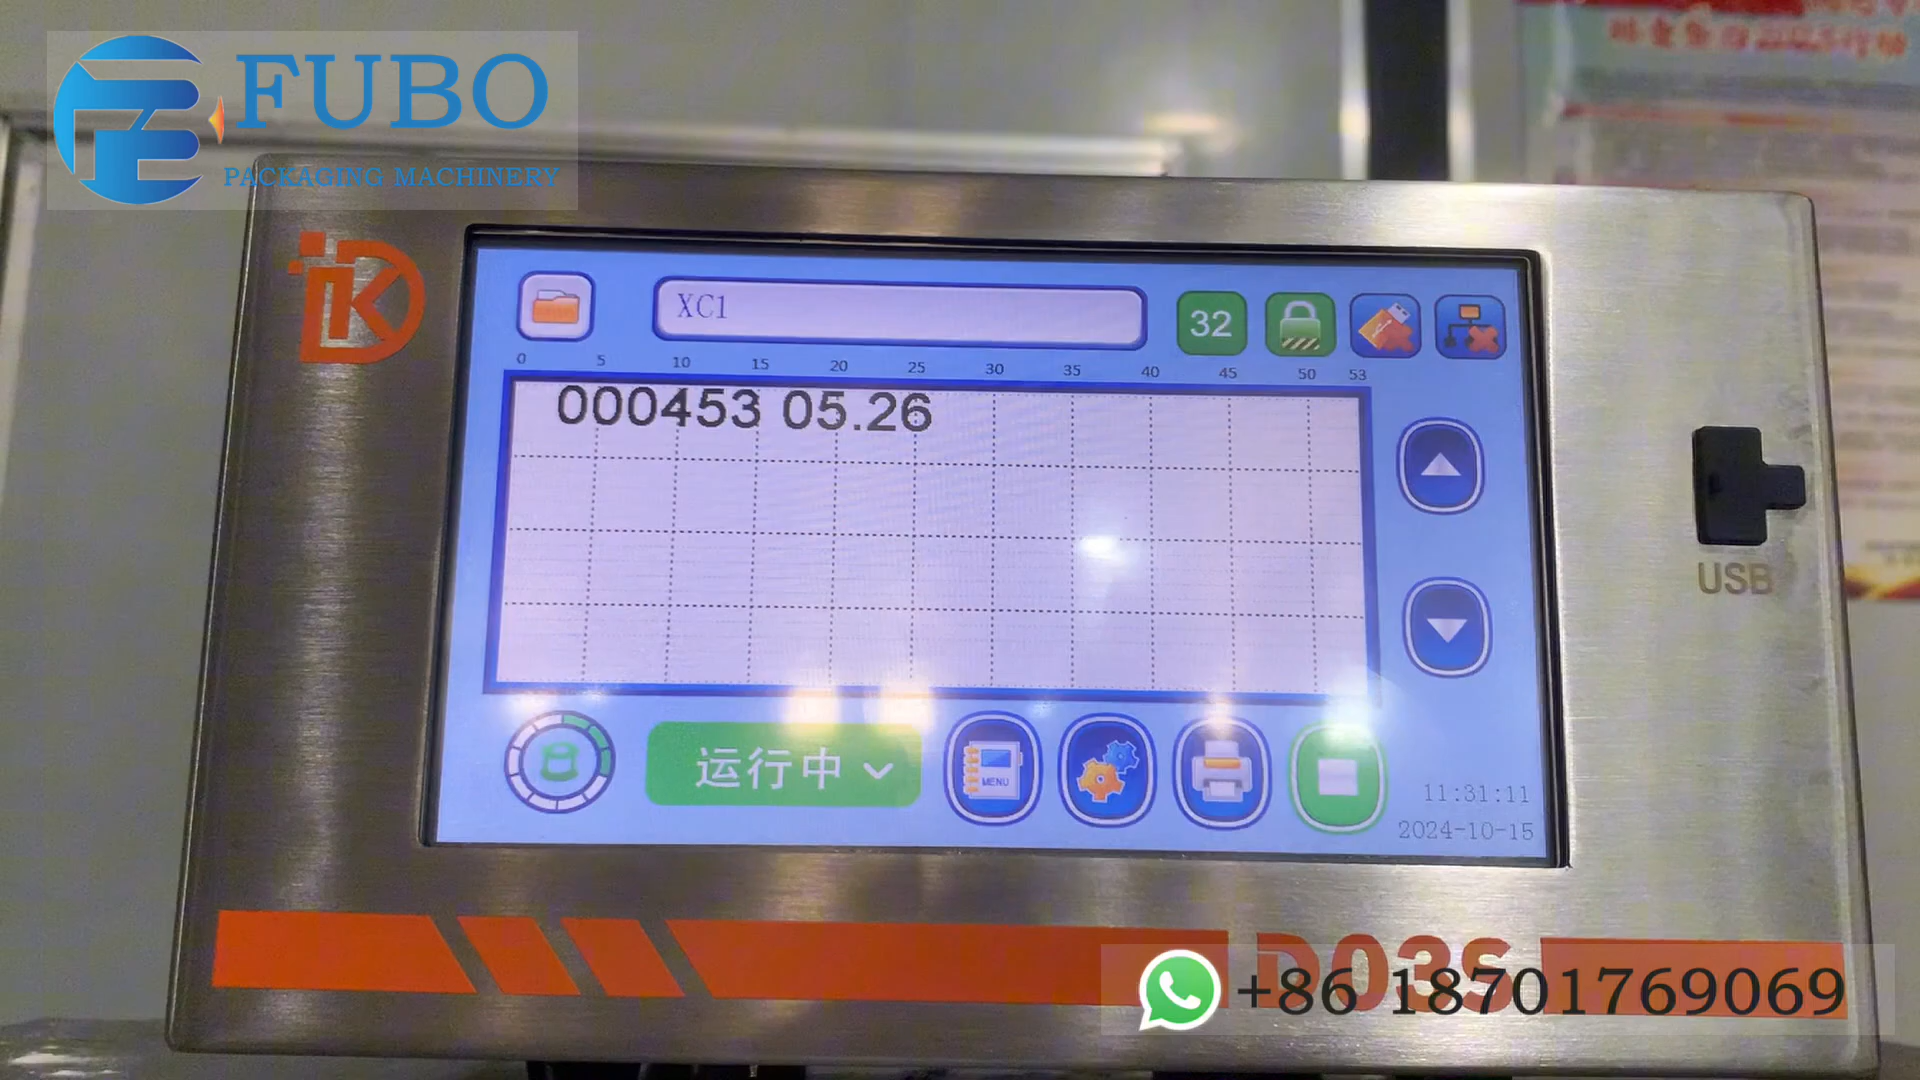 FUBO
PACKAGING MACHINERY
DK
XC1
32
0 5 10 15 20 25 30 35 40 45 50 53
000453 05.26
USB
运行中
MENU
11:31:11
2024-10-15
D03S
+86 18701769069